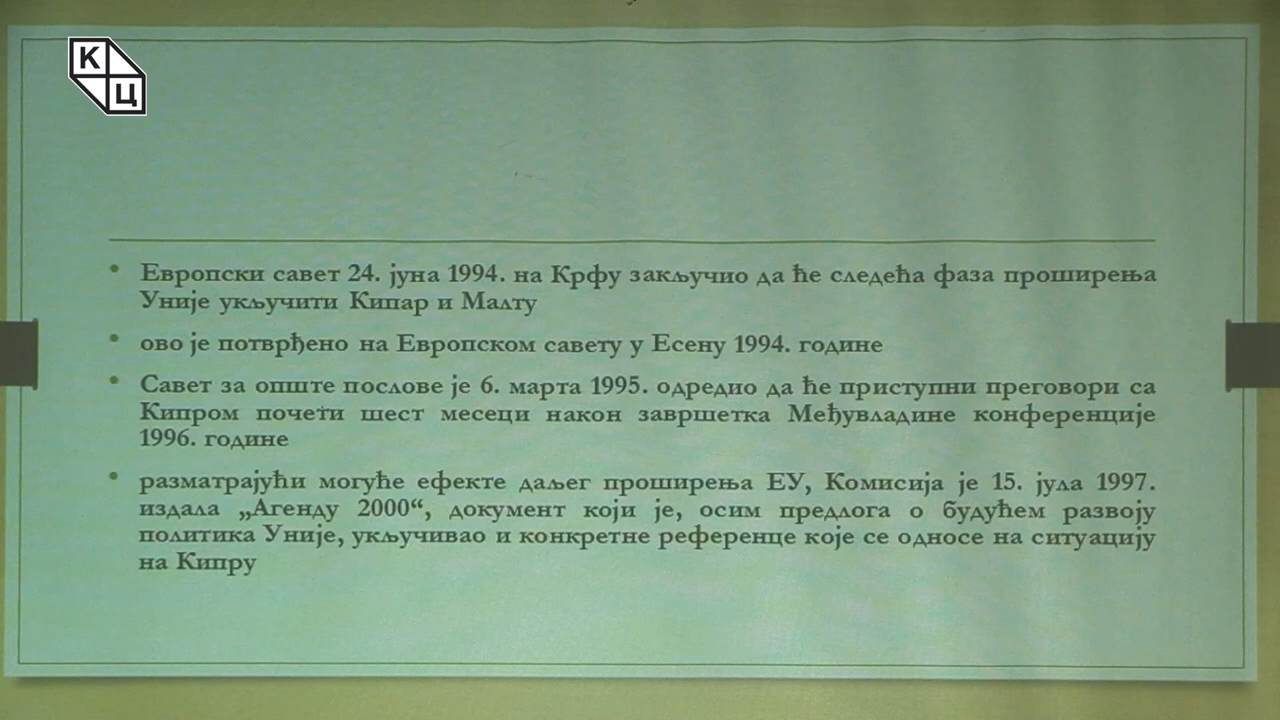 К
Ц
• Европски савет 24. јуна 1994. на Крфу закључио да ће следећа фаза проширења
Уније укључити Кипар и Малту
• ово је потврђено на Европском савету у Есену 1994. године
• Савет за опште послове је 6. марта 1995. одредио да ће приступни преговори са
Кипром почети шест месеци након завршетка Међувладине конференције
1996. године
• разматрајући могуће ефекте даљег проширења ЕУ, Комисија је 15. јула 1997.
издала „Агенду 2000“, документ који је, осим предлога о будућем развоју
политика Уније, укључивао и конкретне референце које се односе на ситуацију
на Кипру